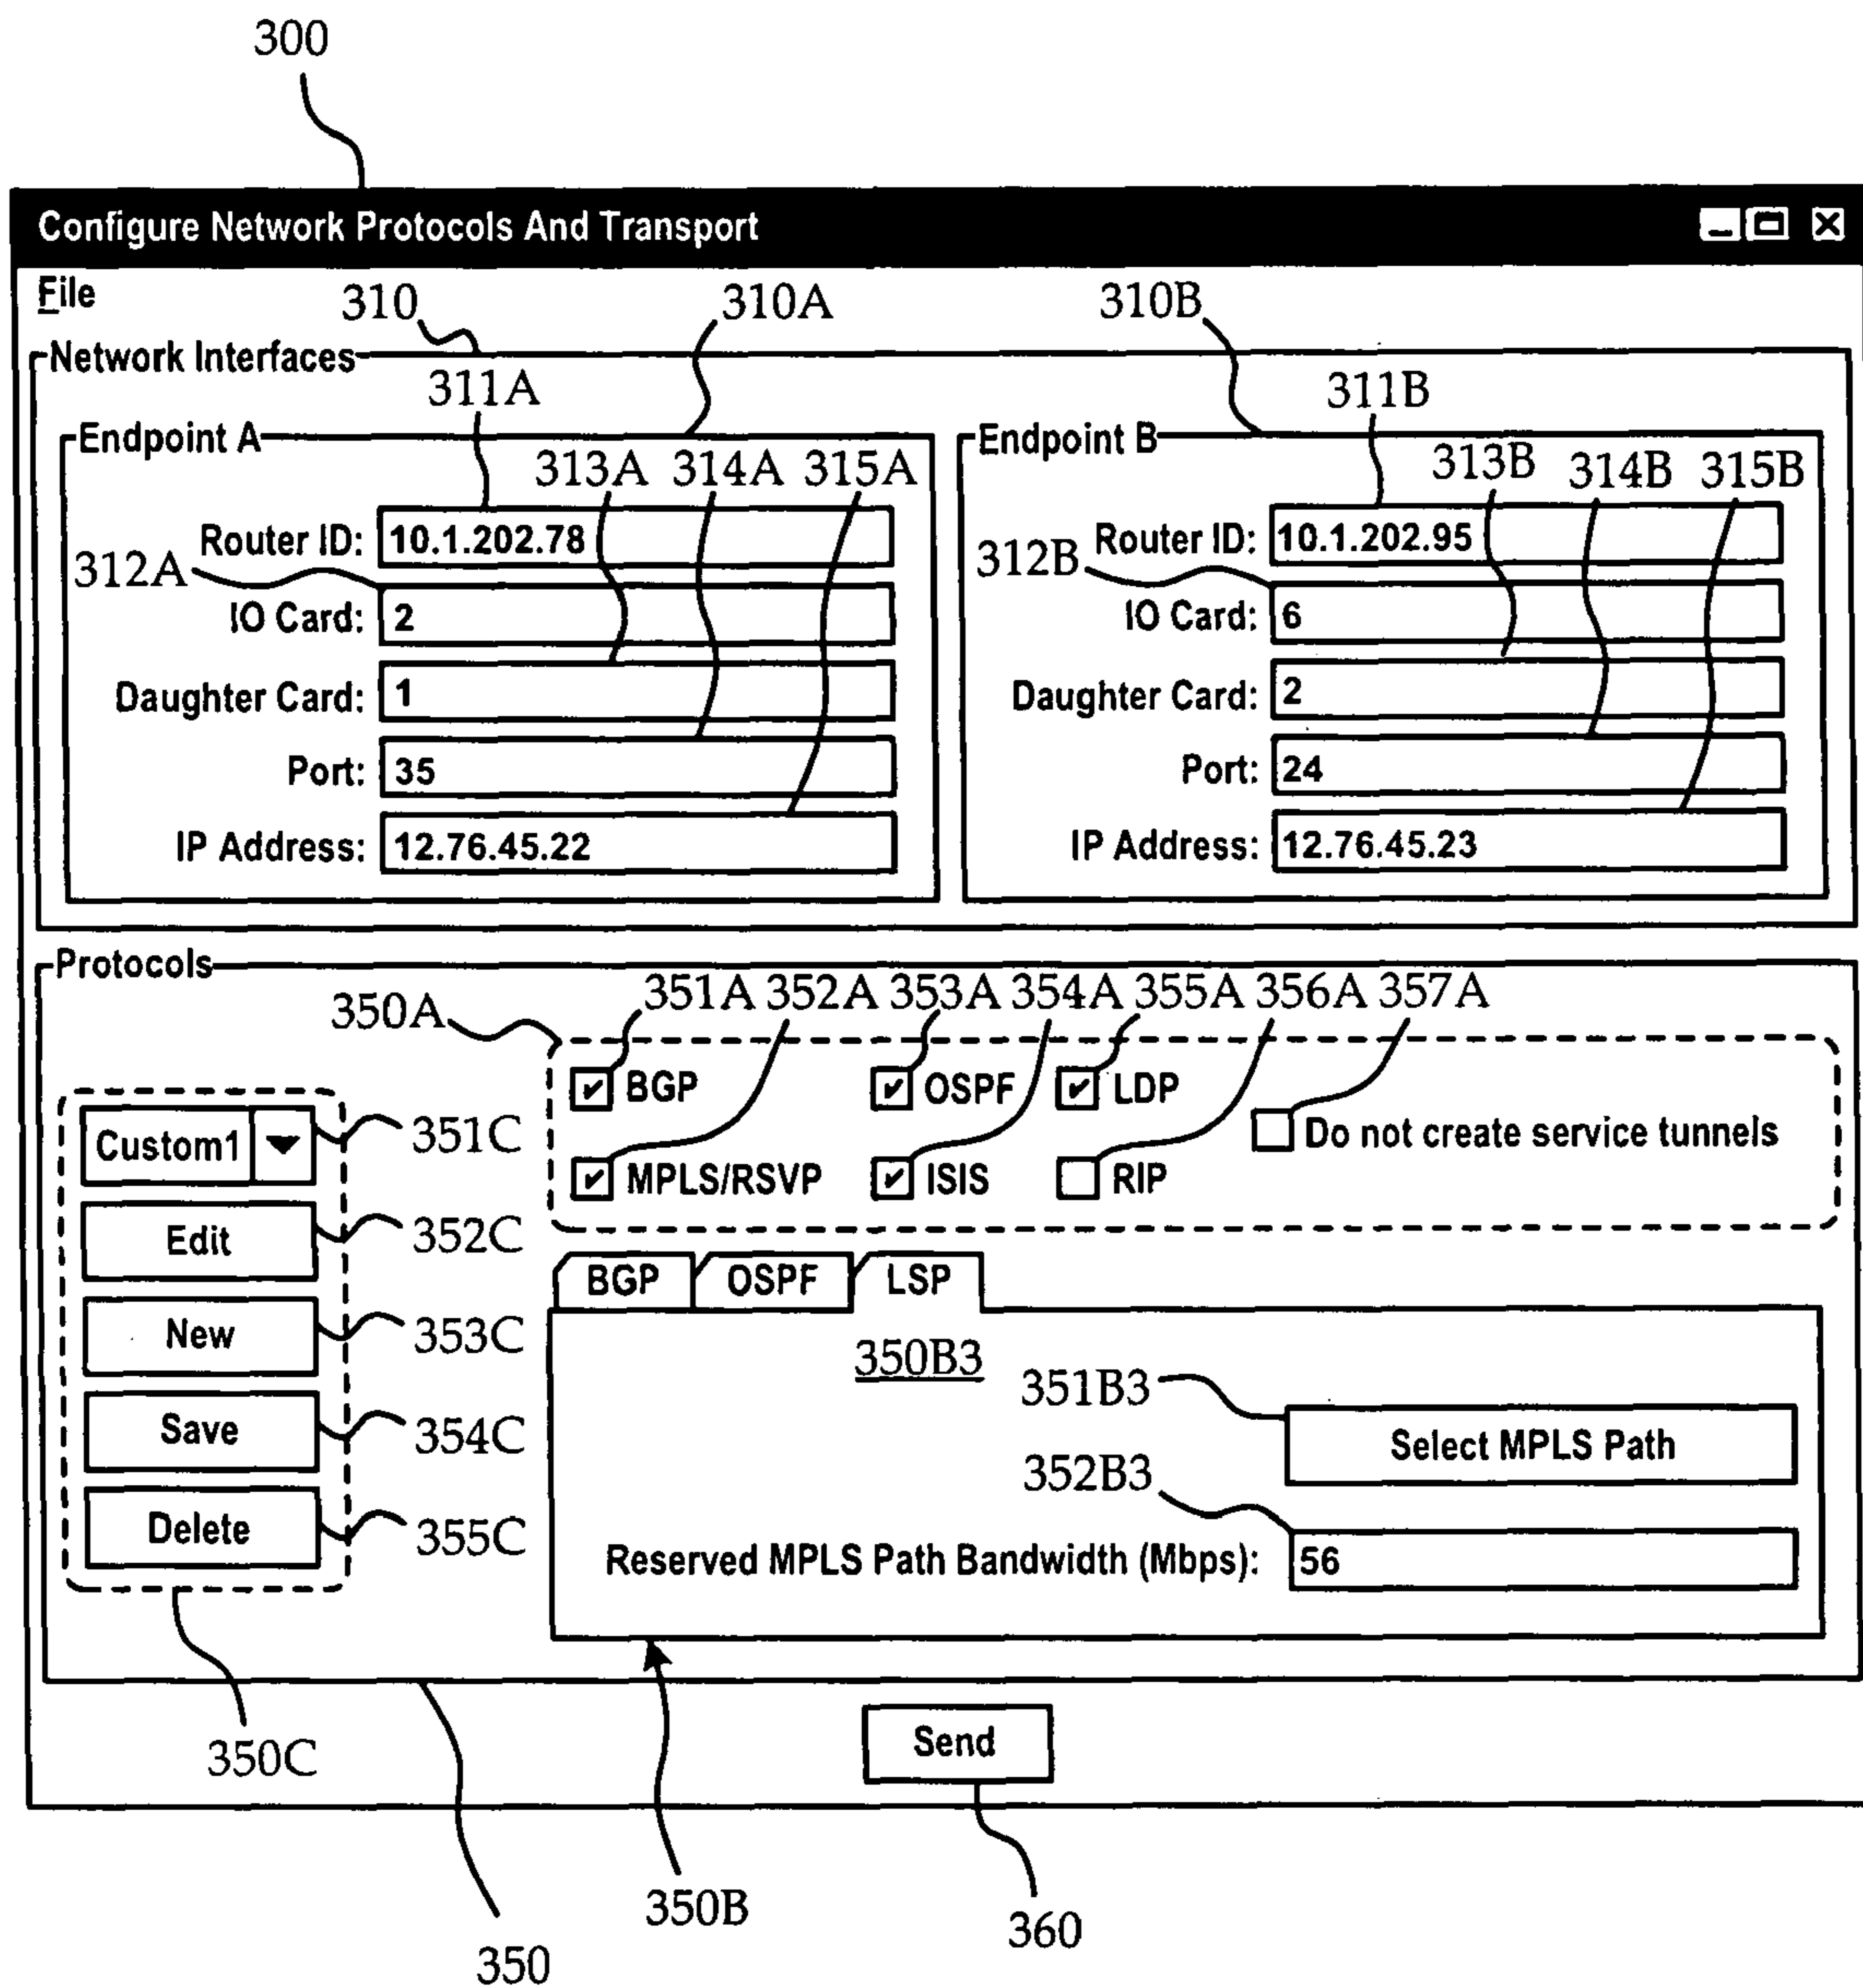 300
Configure Network Protocols And Transport
File
310 310A 310B
Network Interfaces
311A 311B
Endpoint A Endpoint B
313A 314A 315A 313B 314B 315B
Router ID: 10.1.202.78 Router ID: 10.1.202.95
312A 312B
IO Card: 2 IO Card: 6
Daughter Card: 1 Daughter Card: 2
Port: 35 Port: 24
IP Address: 12.76.45.22 IP Address: 12.76.45.23
Protocols
351A 352A 353A 354A 355A 356A 357A
350A
BGP OSPF LDP
Custom1 351C Do not create service tunnels
MPLS/RSVP ISIS RIP
Edit 352C
BGP OSPF LSP
New 353C
350B3
351B3
Save 354C Select MPLS Path
352B3
Delete 355C
Reserved MPLS Path Bandwidth (Mbps): 56
Send
350C
350B 360
350